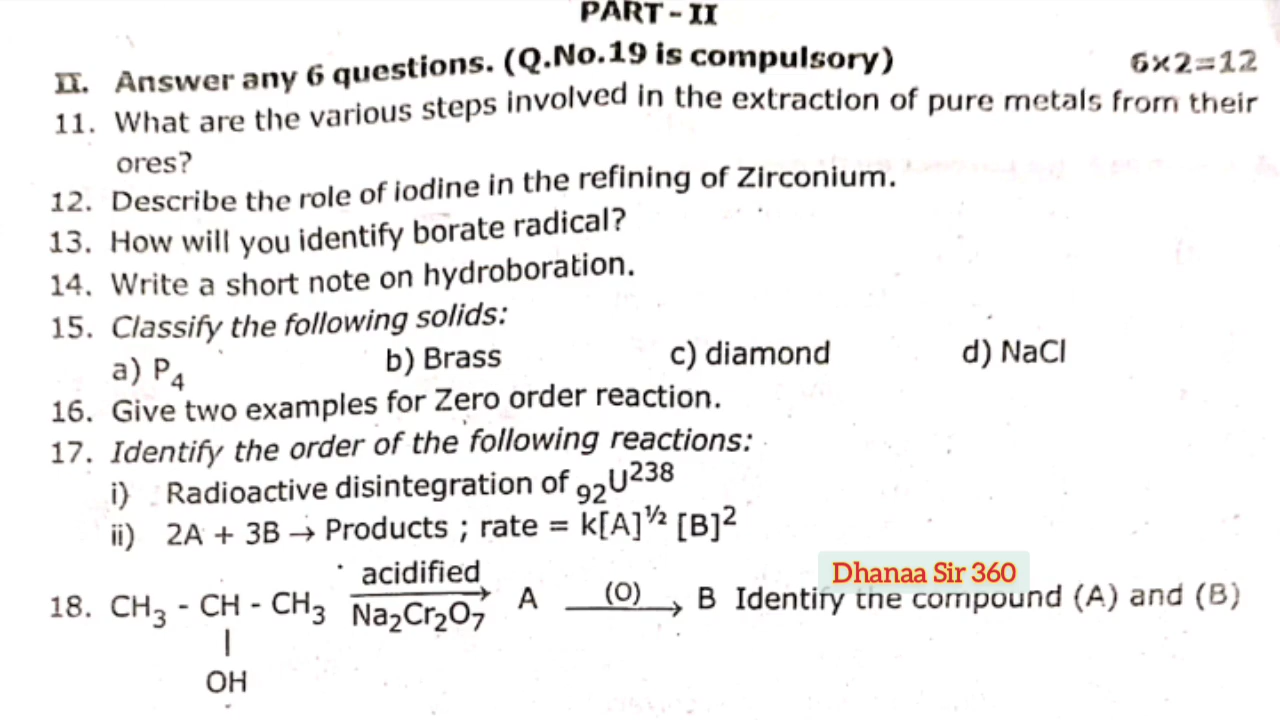 PART - II
II. Answer any 6 questions. (Q.No.19 is compulsory) 6×2=12
11. What are the various steps involved in the extraction of pure metals from their
ores?
12. Describe the role of iodine in the refining of Zirconium.
13. How will you identify borate radical?
14. Write a short note on hydroboration.
15. Classify the following solids:
a) P₄ b) Brass c) diamond d) NaCl
16. Give two examples for Zero order reaction.
17. Identify the order of the following reactions:
i) Radioactive disintegration of ₉₂U²³⁸
ii) 2A + 3B → Products ; rate = k[A]^½ [B]²
Dhanaa Sir 360
acidified
18. CH₃ - CH - CH₃ Na₂Cr₂O₇ → A (O) → B Identify the compound (A) and (B)
|
OH